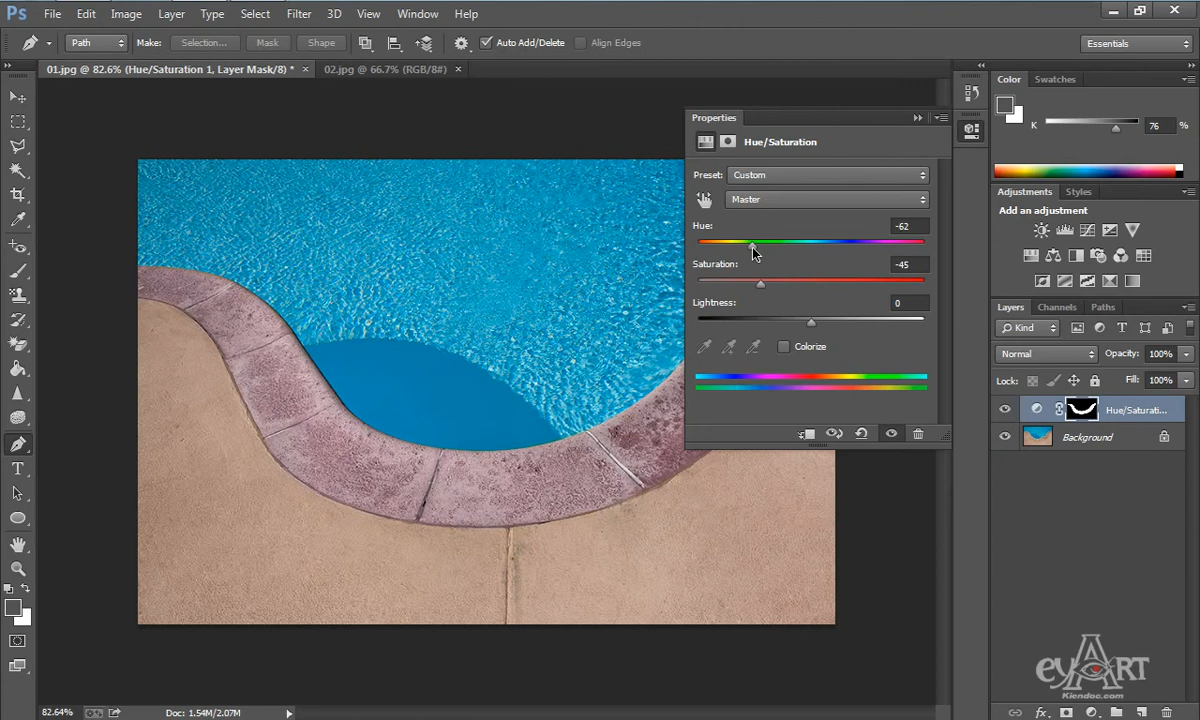 Ps File Edit Image Layer Type Select Filter 3D View Window Help
Path Make: Selection... Mask Shape Auto Add/Delete Align Edges Essentials
01.jpg @ 82.6% (Hue/Saturation 1, Layer Mask/8) * × 02.jpg @ 66.7% (RGB/8#) ×
Color Swatches
K 76 %
Properties
Hue/Saturation
Preset: Custom
Master
Hue: -62
Saturation: -45
Lightness: 0
Colorize
Adjustments Styles
Add an adjustment
Layers Channels Paths
Kind
Normal Opacity: 100%
Lock: Fill: 100%
Hue/Saturati...
Background
eyART
Kiendoc.com
82.64% Doc: 1.54M/2.07M
fx